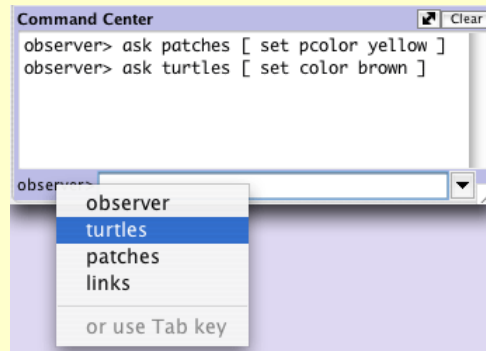 Command Center Clear
observer> ask patches [ set pcolor yellow ]
observer> ask turtles [ set color brown ]
observer>
observer
turtles
patches
links
or use Tab key